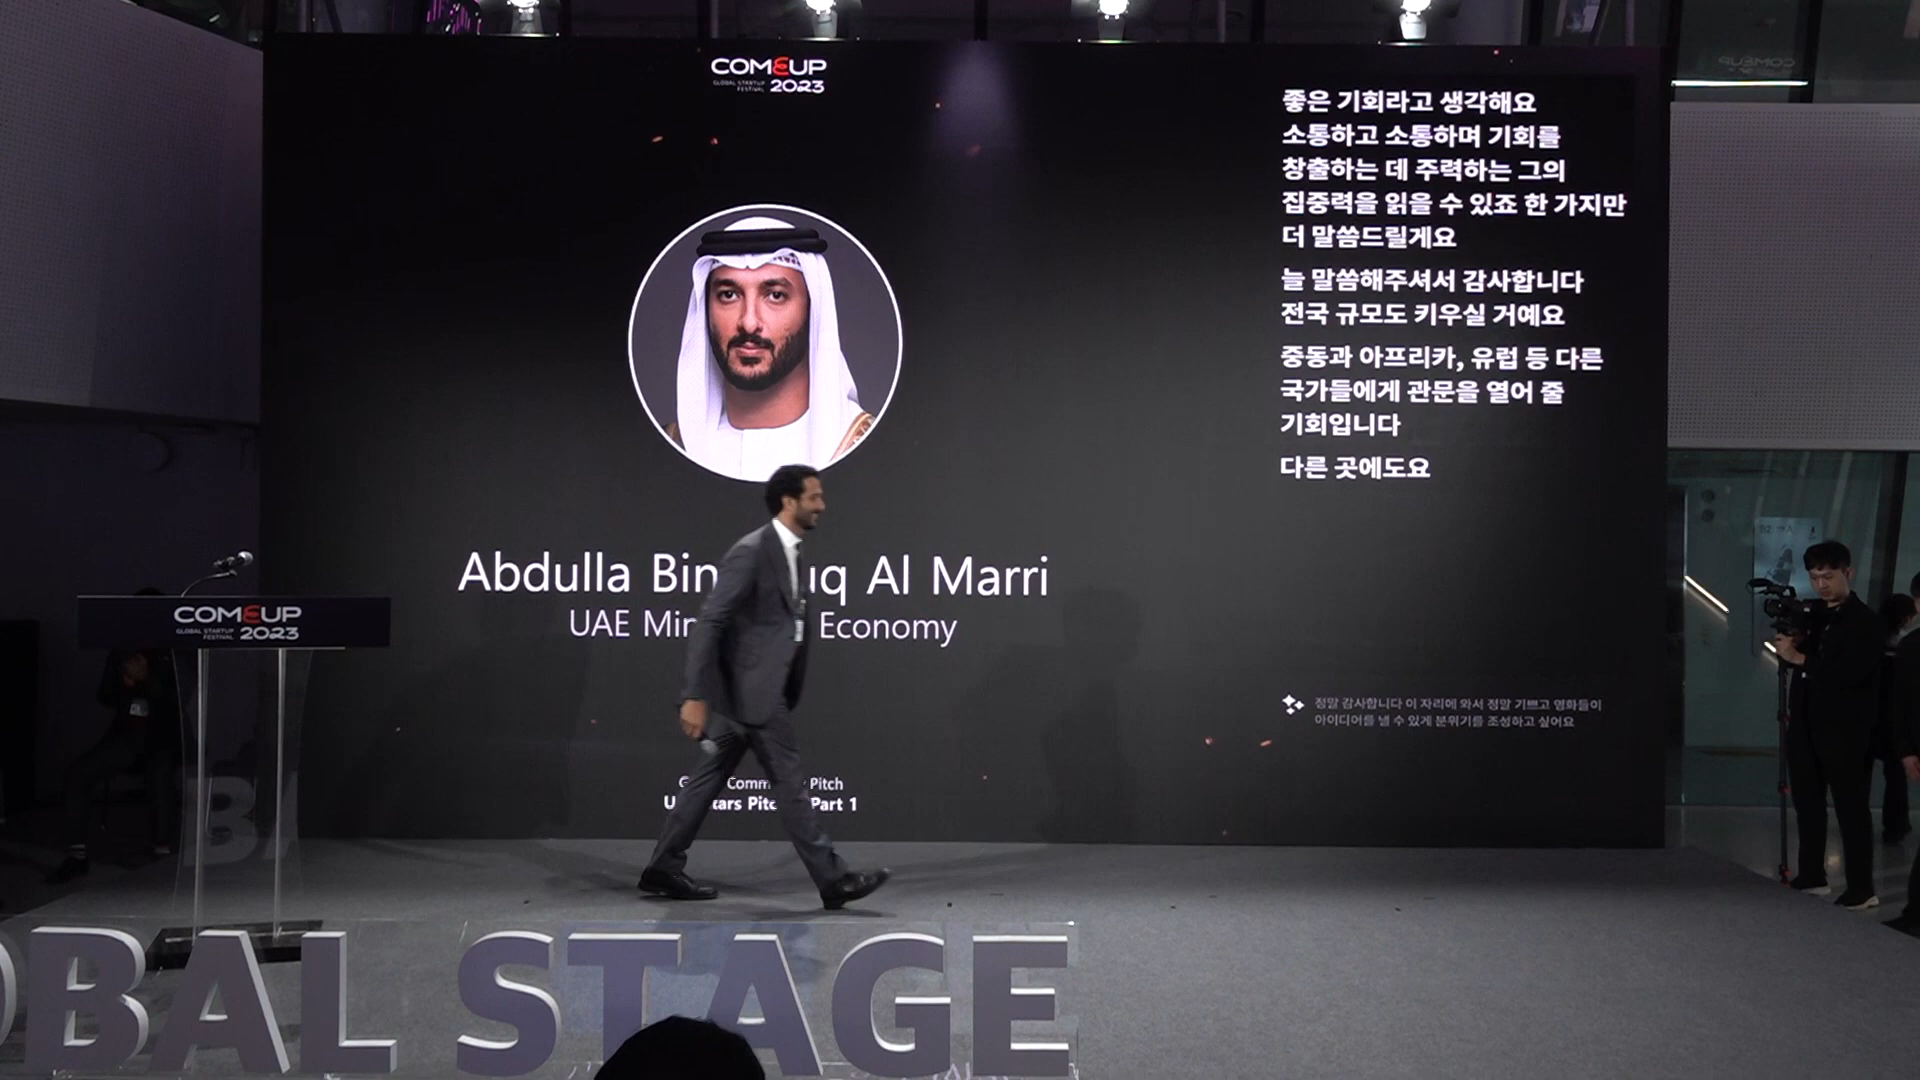 COMEUP
GLOBAL STARTUP
FESTIVAL 2023
좋은 기회라고 생각해요
소통하고 소통하며 기회를
창출하는 데 주력하는 그의
집중력을 읽을 수 있죠 한 가지만
더 말씀드릴게요
늘 말씀해주셔서 감사합니다
전국 규모도 키우실 거예요
중동과 아프리카, 유럽 등 다른
국가들에게 관문을 열어 줄
기회입니다
다른 곳에도요
Abdulla Bin uq Al Marri
UAE Min Economy
정말 감사합니다 이 자리에 와서 정말 기쁘고 영화들이
아이디어를 낼 수 있게 분위기를 조성하고 싶어요
Comm Pitch
Part 1
COMEUP
GLOBAL STARTUP
FESTIVAL 2023
OBAL STAGE